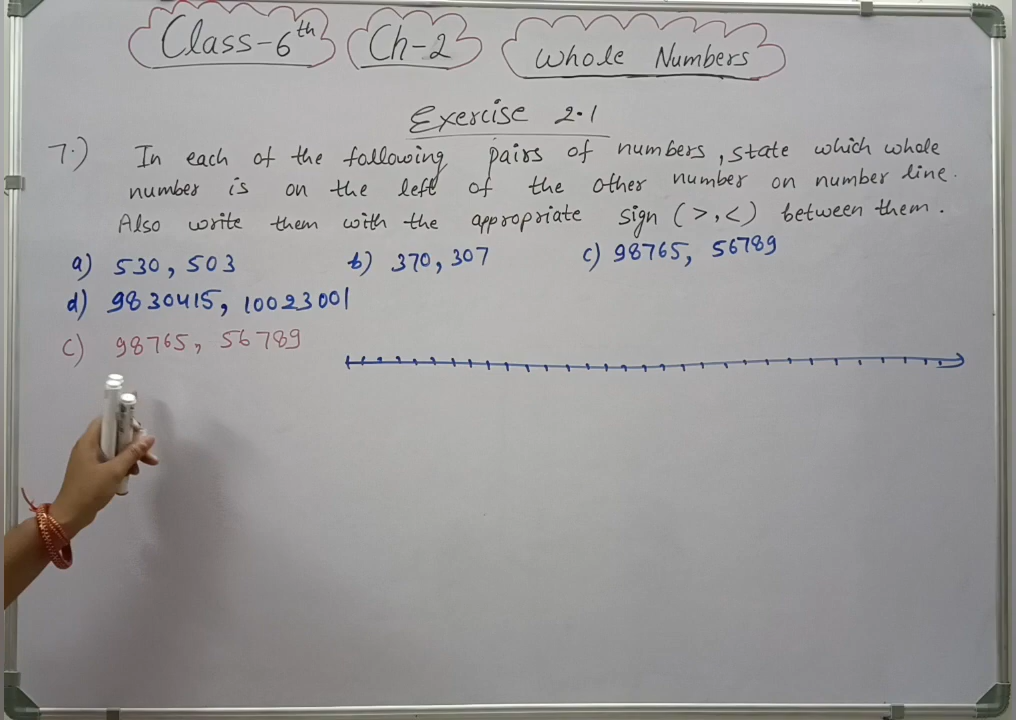 Class-6th Ch-2 Whole Numbers
Exercise 2.1
7.) In each of the following pairs of numbers, state which whole
number is on the left of the other number on number line.
Also write them with the appropriate sign (>,<) between them.
a) 530, 503 b) 370, 307 c) 98765, 56789
d) 9830415, 10023001
c) 98765, 56789